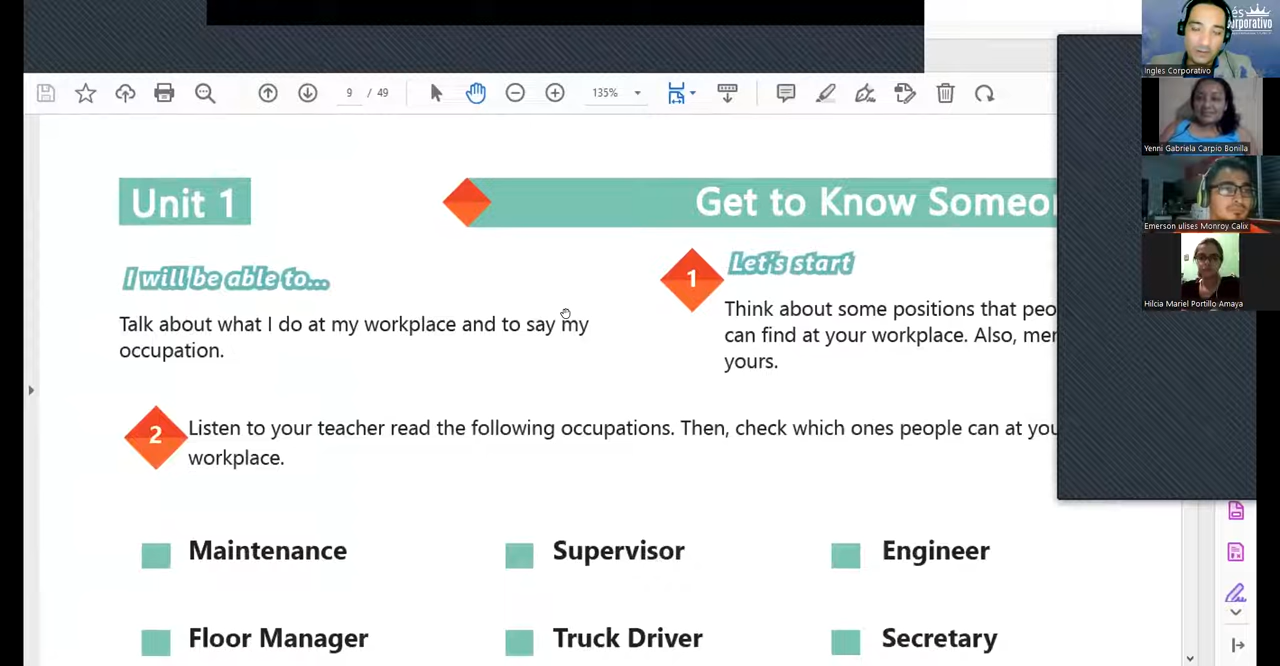 9 / 49
135%
Unit 1
Get to Know Someo
I will be able to...
Talk about what I do at my workplace and to say my
occupation.
1
Let's start
Think about some positions that peo
can find at your workplace. Also, me
yours.
2
Listen to your teacher read the following occupations. Then, check which ones people can at you
workplace.
Maintenance
Supervisor
Engineer
Floor Manager
Truck Driver
Secretary
és
orporativo
Ingles Corporativo
Yenni Gabriela Carpio Bonilla
Emerson ulises Monroy Calix
Hilcia Mariel Portillo Amaya